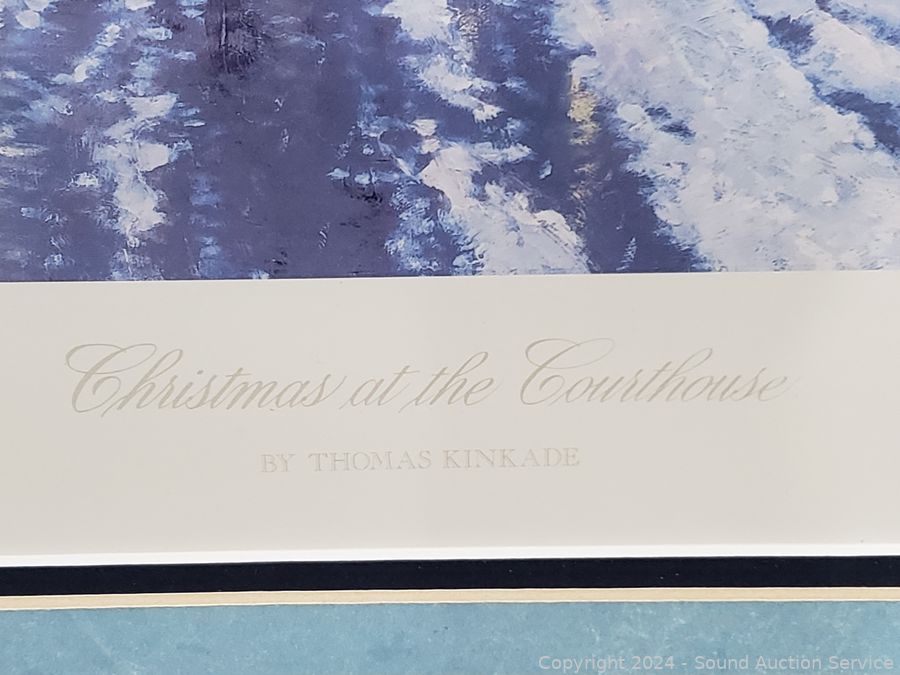 Christmas at the Courthouse
BY THOMAS KINKADE
Copyright 2024 - Sound Auction Service